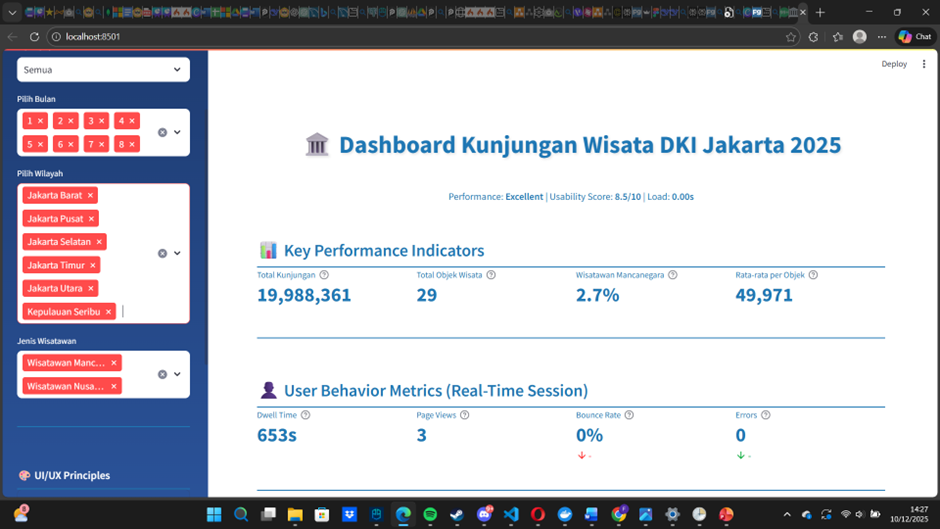 localhost:8501
Chat
Deploy
Semua
Pilih Bulan
1 × 2 × 3 × 4 ×
5 × 6 × 7 × 8 ×
Pilih Wilayah
Jakarta Barat ×
Jakarta Pusat ×
Jakarta Selatan ×
Jakarta Timur ×
Jakarta Utara ×
Kepulauan Seribu ×
Jenis Wisatawan
Wisatawan Manc... ×
Wisatawan Nusa... ×
🎨 UI/UX Principles
🏛️ Dashboard Kunjungan Wisata DKI Jakarta 2025
Performance: Excellent | Usability Score: 8.5/10 | Load: 0.00s
📊 Key Performance Indicators
Total Kunjungan Total Objek Wisata Wisatawan Mancanegara Rata-rata per Objek
19,988,361 29 2.7% 49,971
👤 User Behavior Metrics (Real-Time Session)
Dwell Time Page Views Bounce Rate Errors
653s 3 0% 0
↓ - ↓ -
14:27
10/12/2025